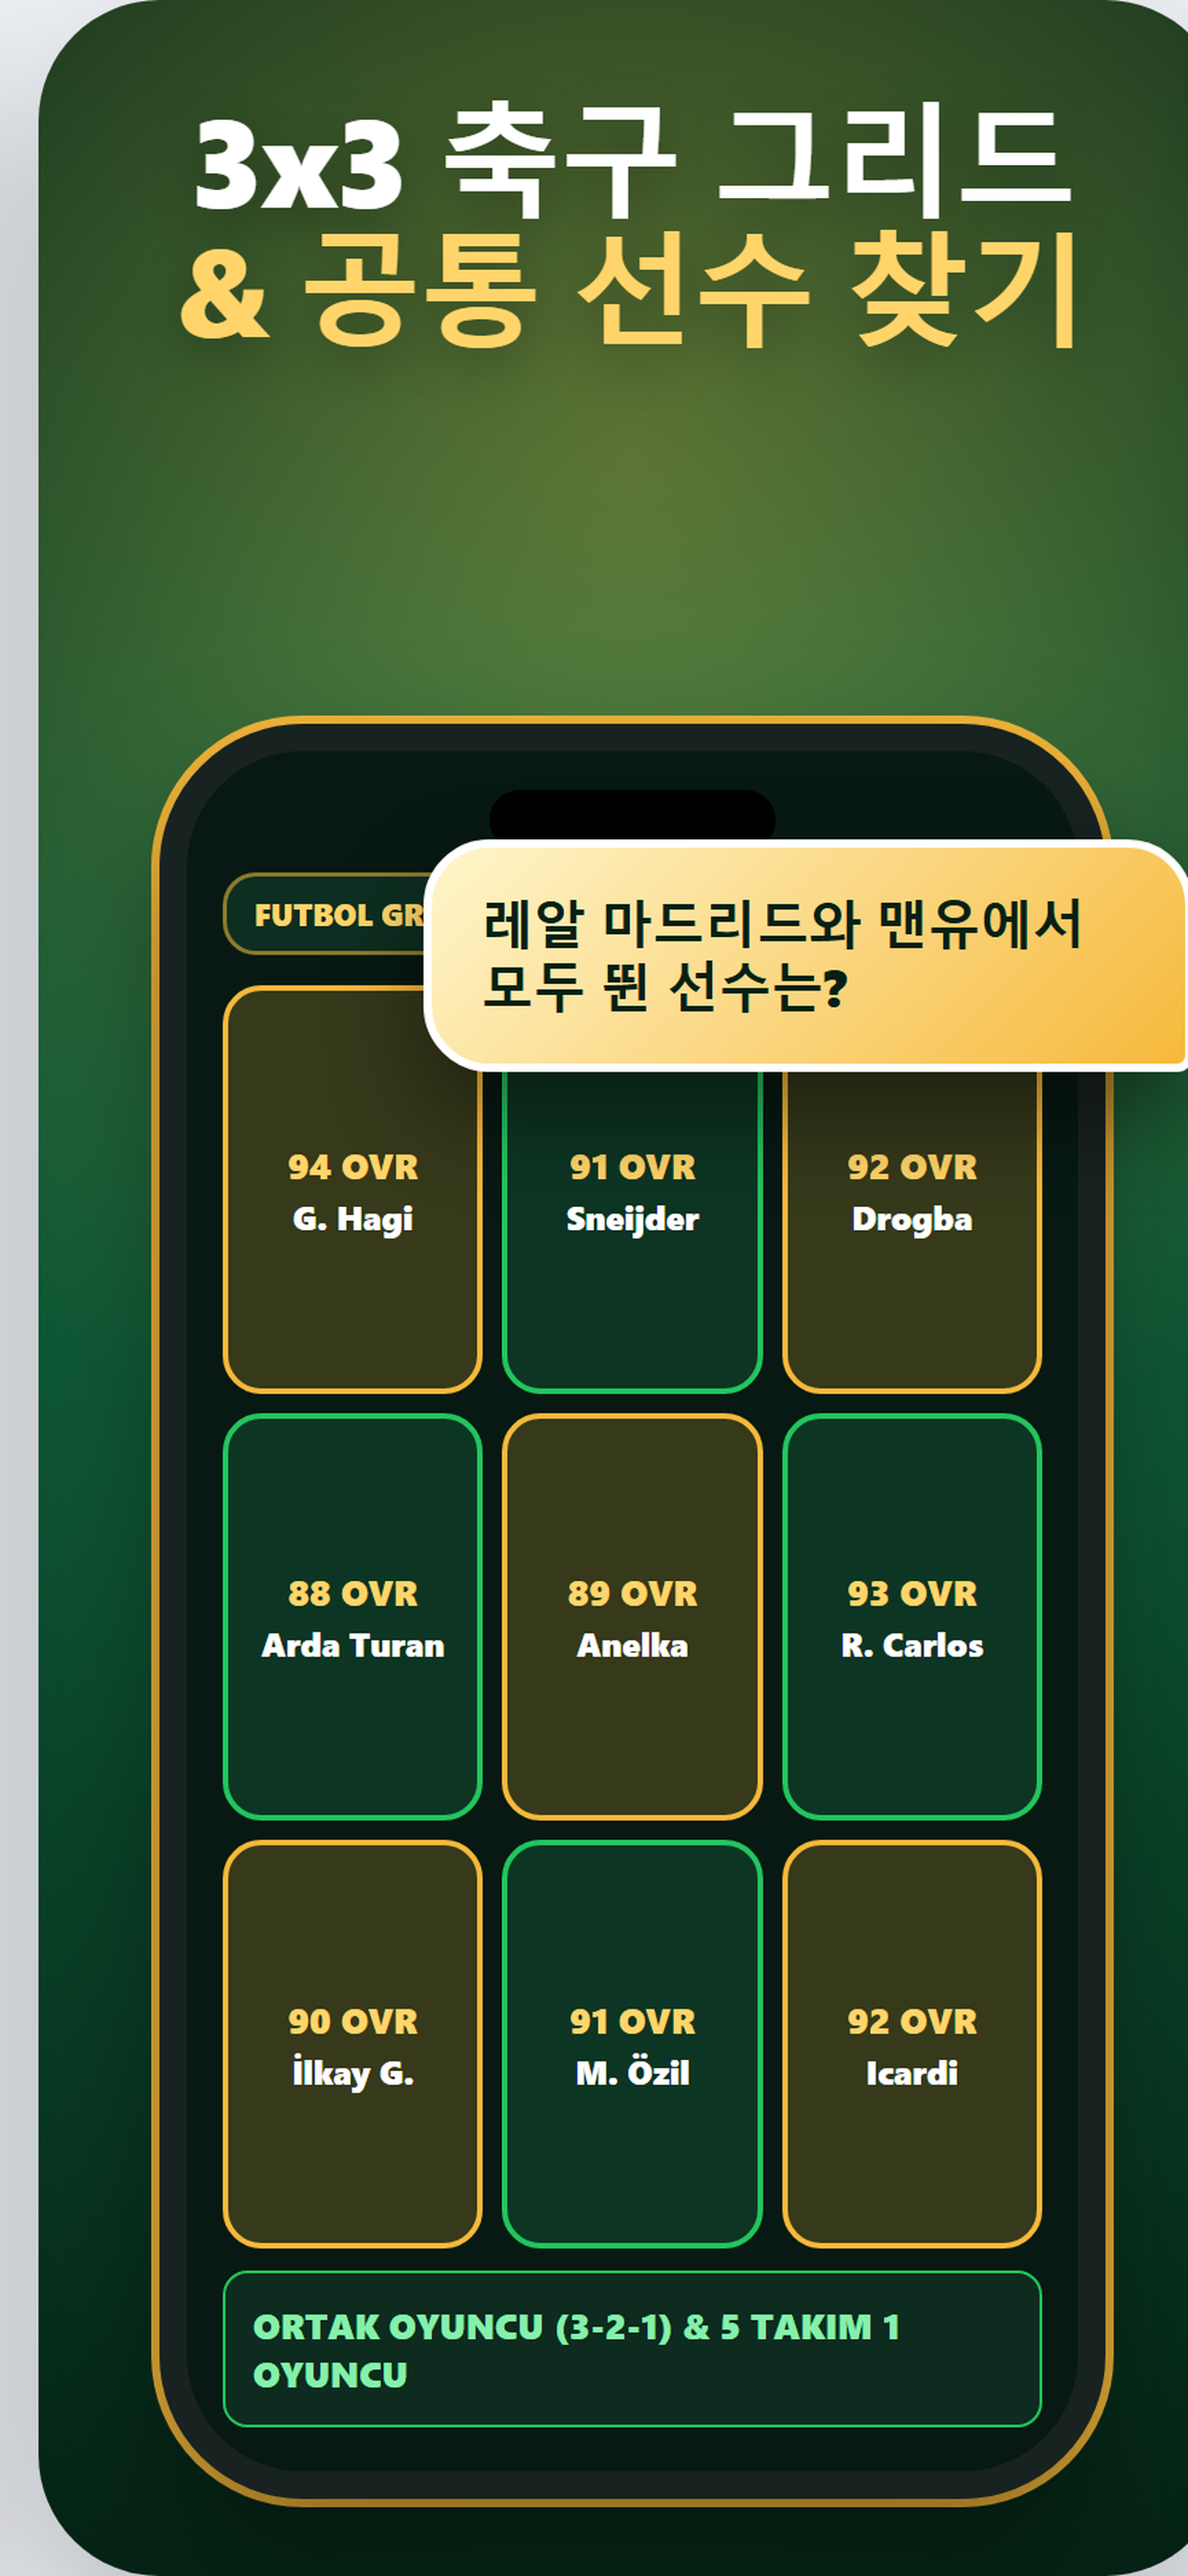 3x3 축구 그리드
& 공통 선수 찾기
FUTBOL
레알 마드리드와 맨유에서
모두 뛴 선수는?
94 OVR
G. Hagi
91 OVR
Sneijder
92 OVR
Drogba
88 OVR
Arda Turan
89 OVR
Anelka
93 OVR
R. Carlos
90 OVR
İlkay G.
91 OVR
M. Özil
92 OVR
Icardi
ORTAK OYUNCU (3-2-1) & 5 TAKIM 1
OYUNCU